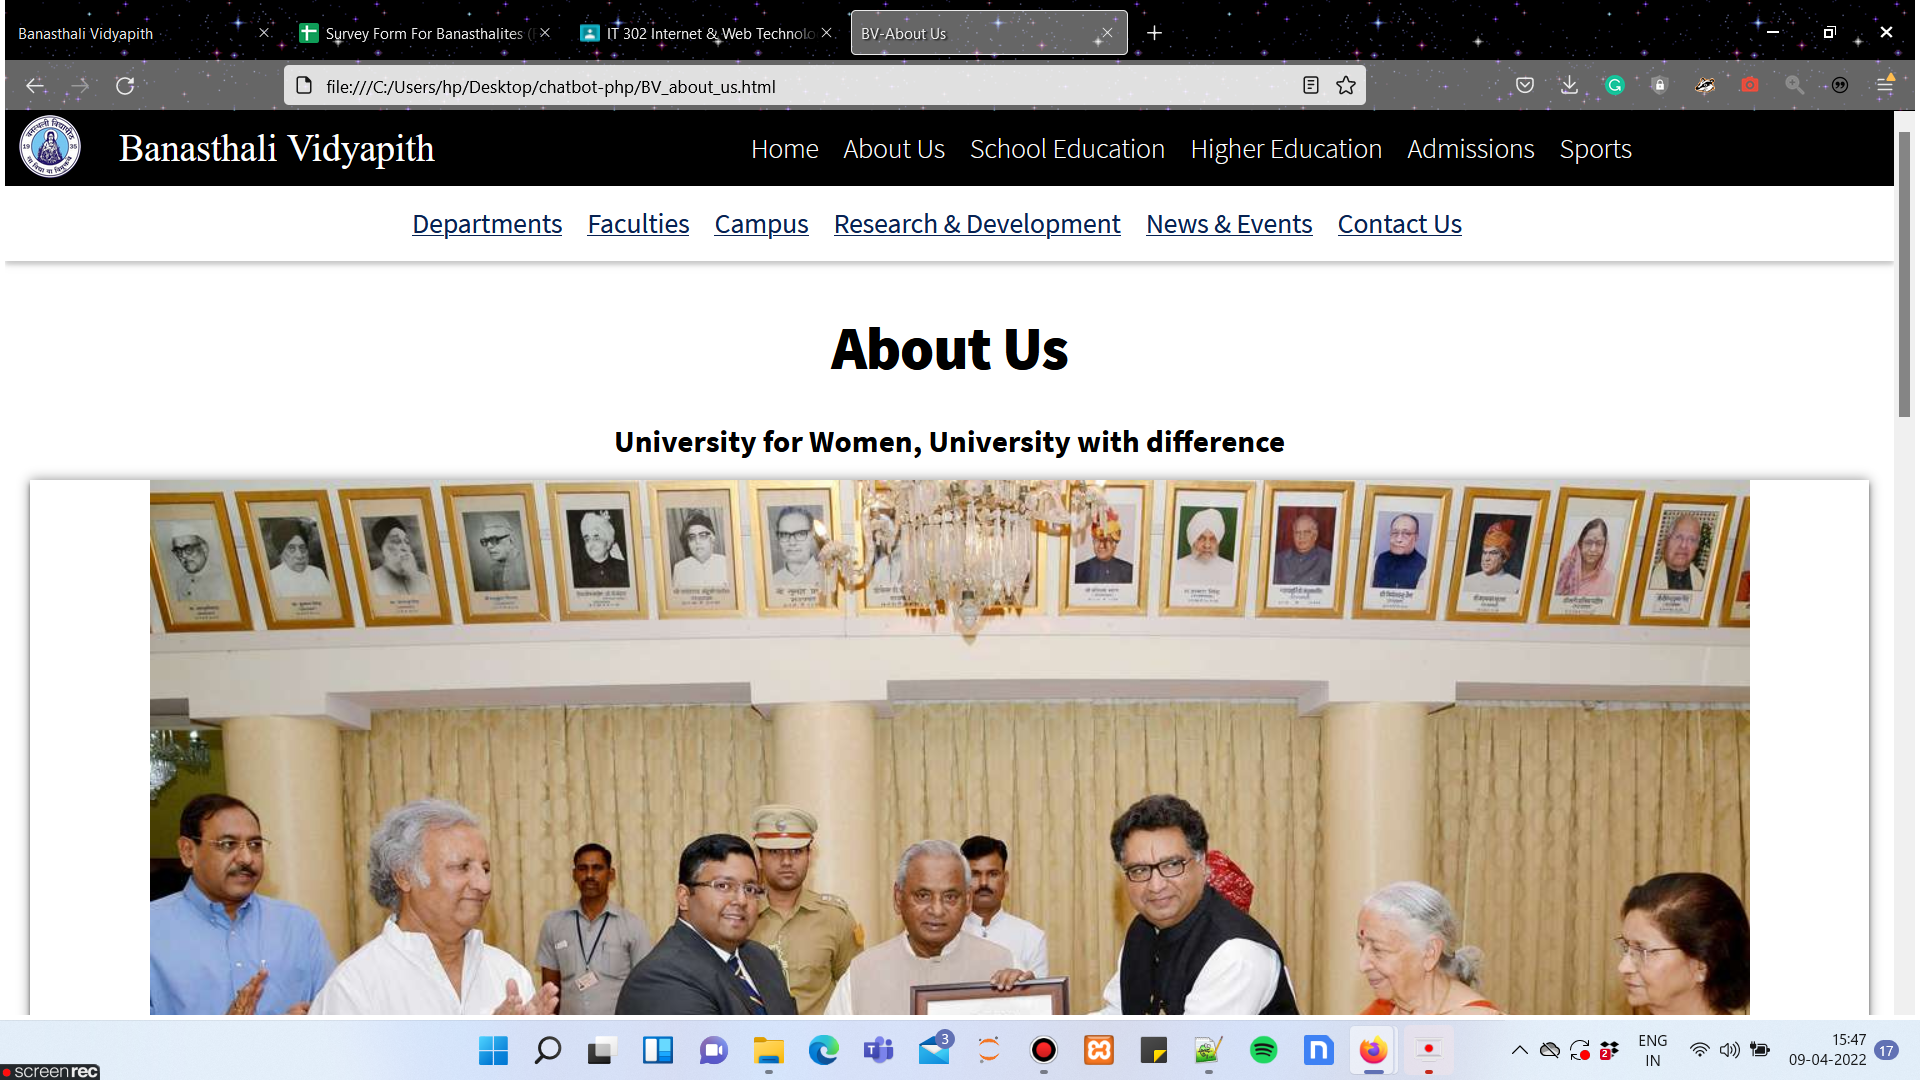 Banasthali Vidyapith
Survey Form For Banasthalites (
IT 302 Internet & Web Technolo
BV-About Us
file:///C:/Users/hp/Desktop/chatbot-php/BV_about_us.html
Banasthali Vidyapith
Home About Us School Education Higher Education Admissions Sports
Departments Faculties Campus Research & Development News & Events Contact Us
About Us
University for Women, University with difference
3
2
ENG
IN
15:47
09-04-2022
17
screenrec